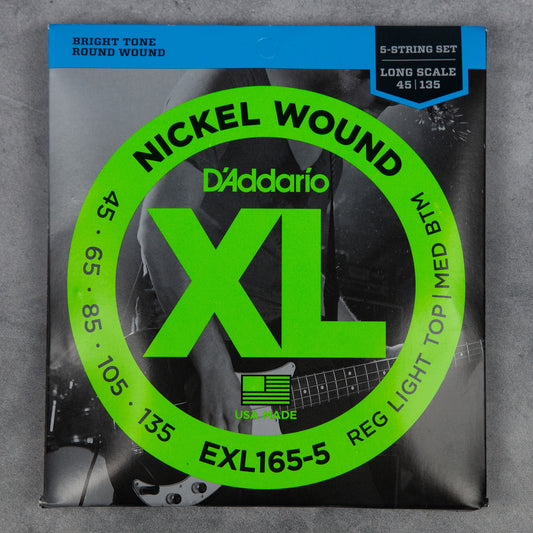 BRIGHT TONE
ROUND WOUND
5-STRING SET
LONG SCALE
45 | 135
NICKEL WOUND
D'Addario
XL
45 • 65 • 85 • 105 • 135
REG LIGHT TOP | MED BTM
USA MADE
EXL165-5